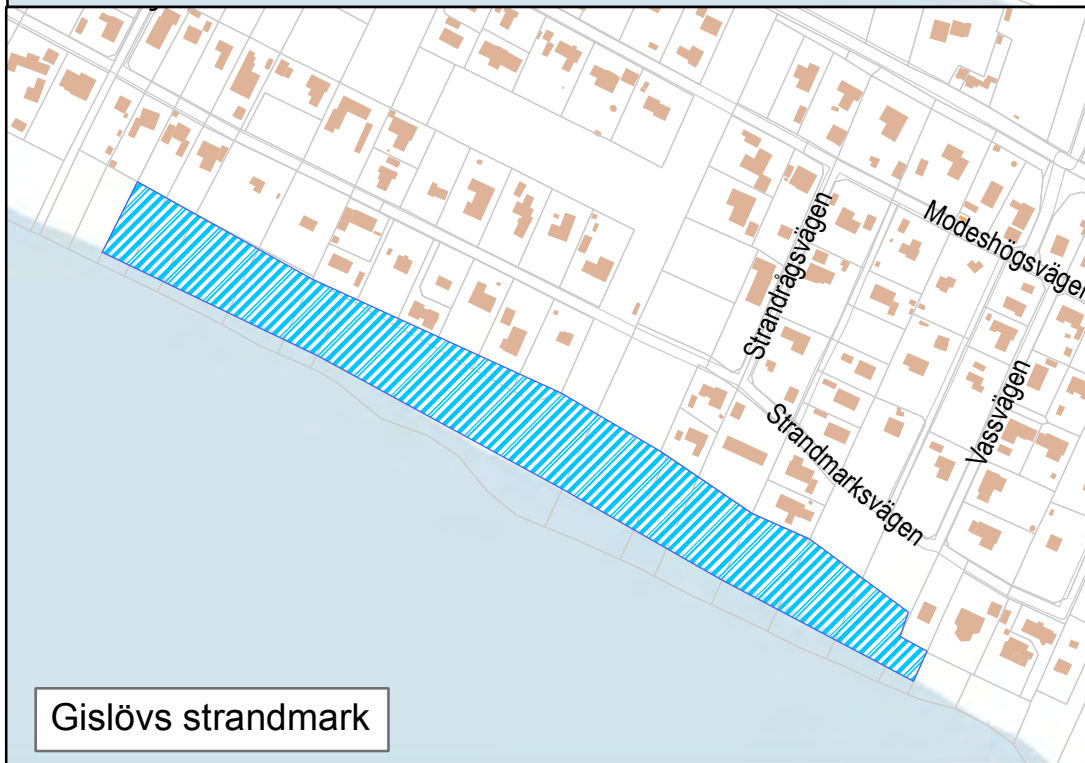 Modeshögsvägen
Strandrågsvägen
Vassvägen
Strandmarksvägen
Gislövs strandmark